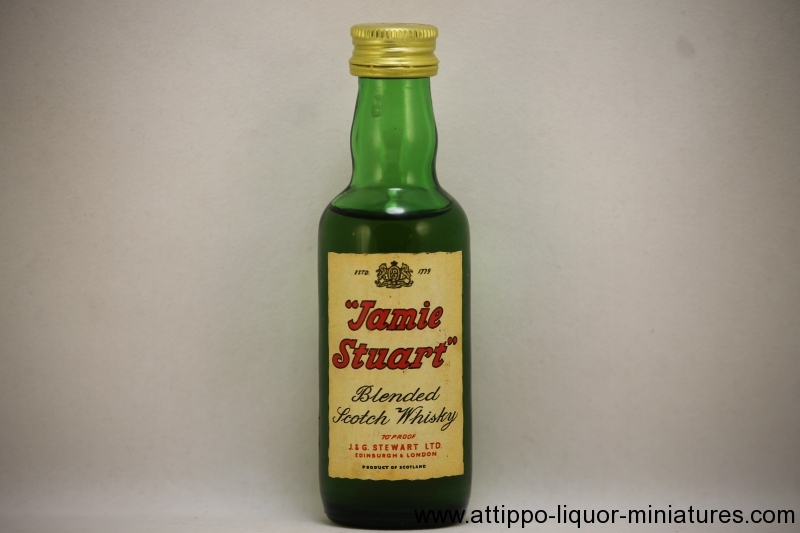 ESTD. 1779
"Jamie
Stuart"
Blended
Scotch Whisky
70° PROOF
J. & G. STEWART LTD.
EDINBURGH & LONDON
PRODUCT OF SCOTLAND
www.attippo-liquor-miniatures.com